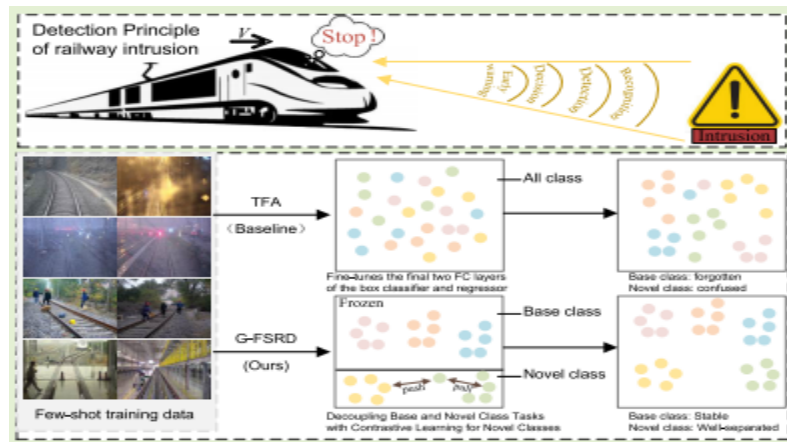 Detection Principle
of railway intrusion
V
Stop !
Early
warning
Decision
Detection
Recognition
Intrusion
TFA
(Baseline)
All class
Fine-tunes the final two FC layers
of the box classifier and regressor
Base class: forgotten
Novel class: confused
G-FSRD
(Ours)
Frozen
Base class
Novel class
push
pull
Few-shot training data
Decoupling Base and Novel Class Tasks
with Contrastive Learning for Novel Classes
Base class: Stable
Novel class: Well-separated